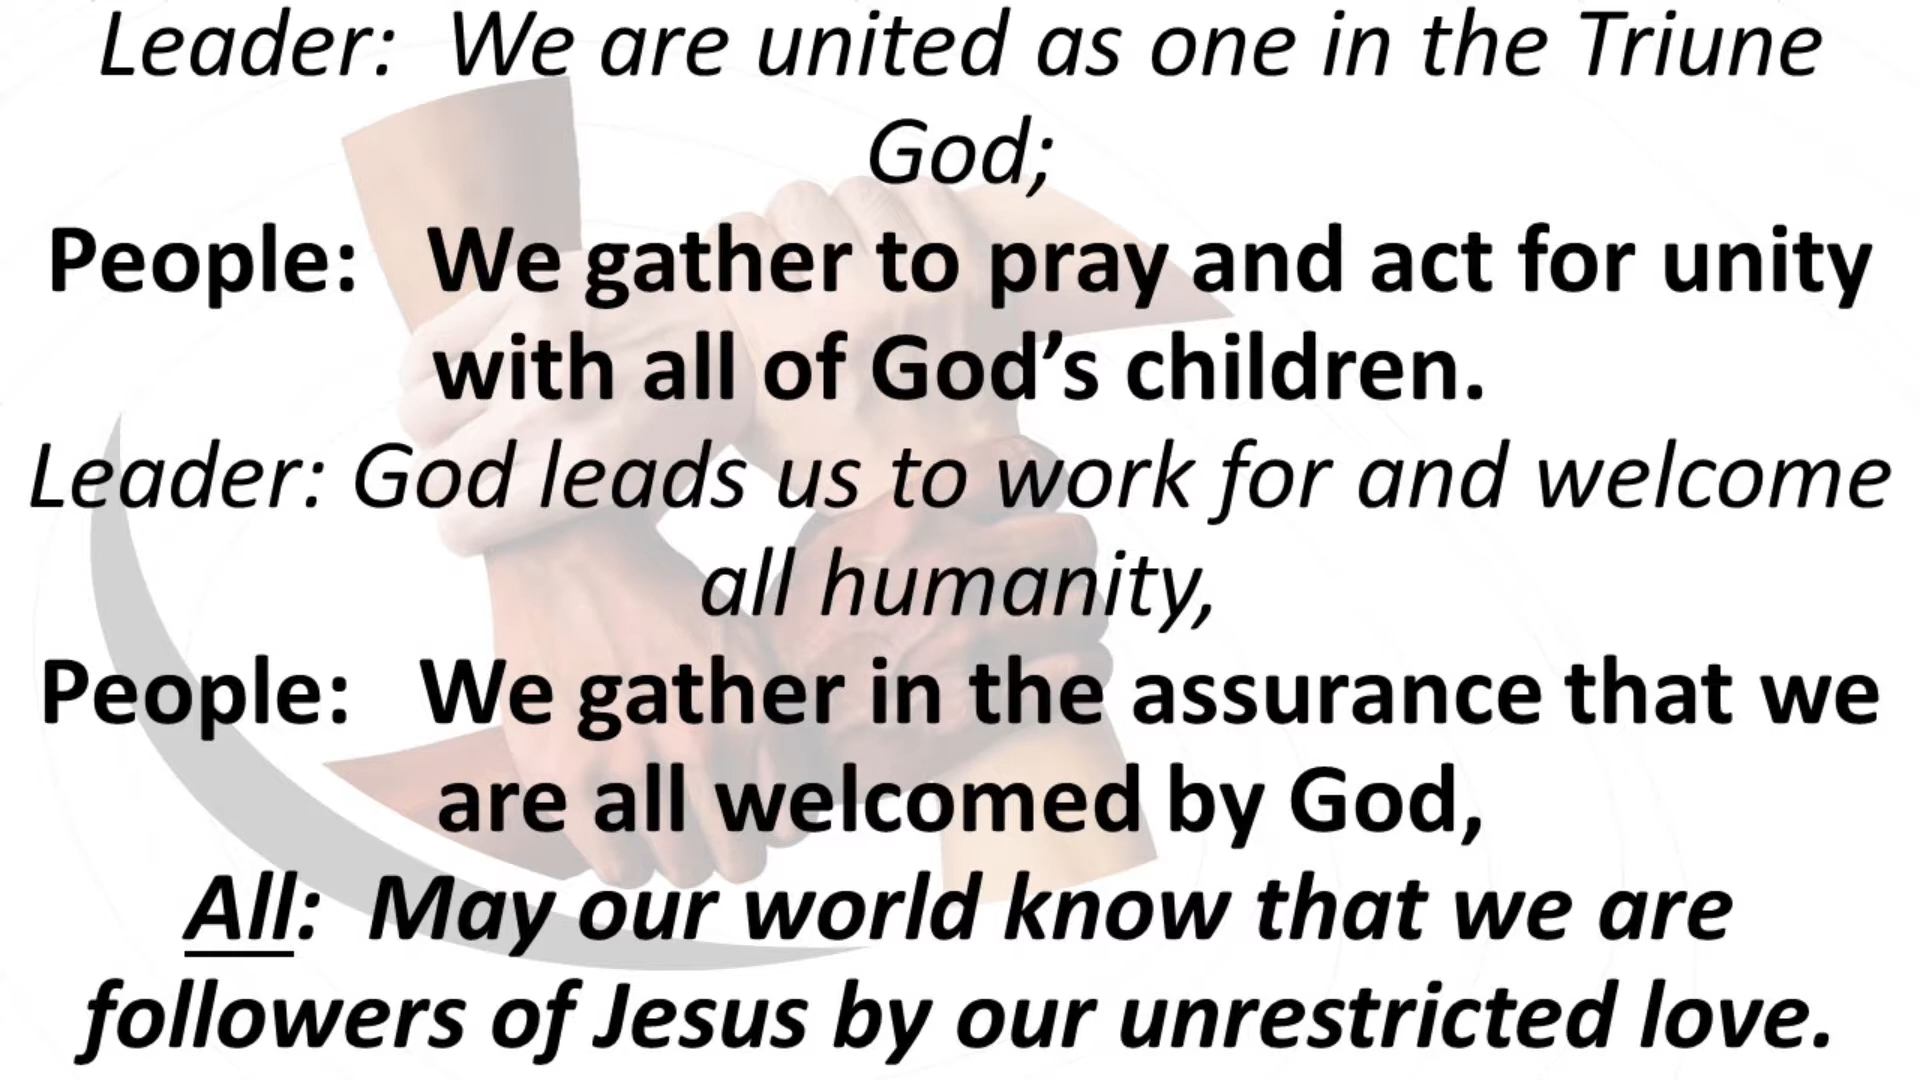 Leader: We are united as one in the Triune
God;
People: We gather to pray and act for unity
with all of God’s children.
Leader: God leads us to work for and welcome
all humanity,
People: We gather in the assurance that we
are all welcomed by God,
All: May our world know that we are
followers of Jesus by our unrestricted love.